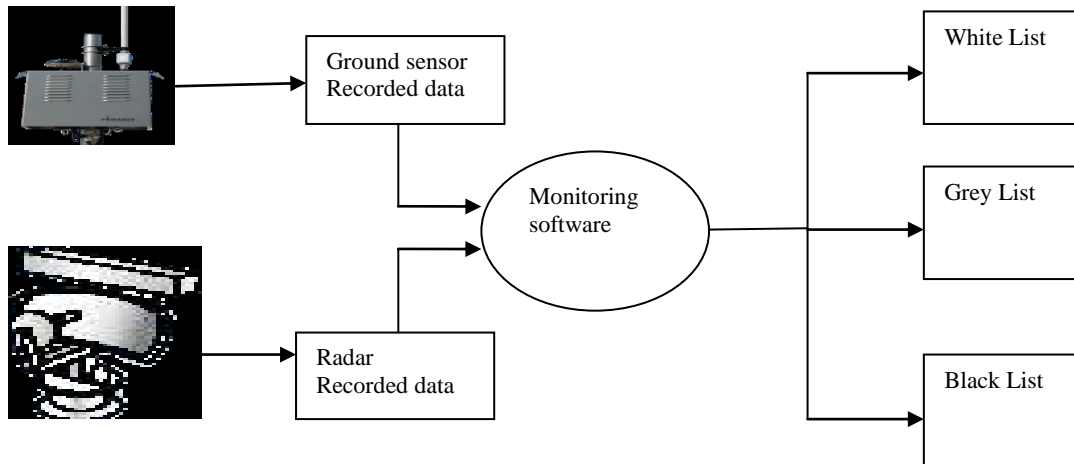 Ground sensor
Recorded data
White List
Monitoring
software
Grey List
Radar
Recorded data
Black List